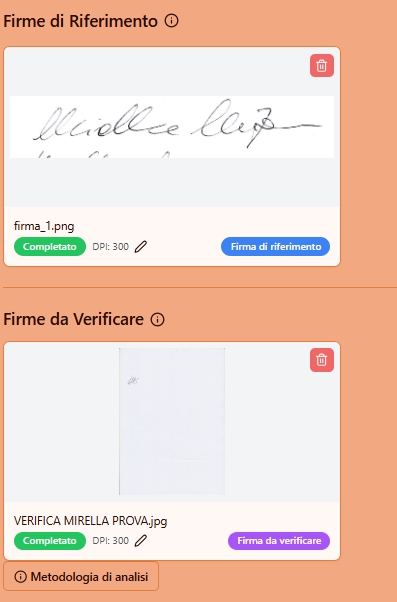 Firme di Riferimento
firma_1.png
Completato DPI: 300 Firma di riferimento
Firme da Verificare
VERIFICA MIRELLA PROVA.jpg
Completato DPI: 300 Firma da verificare
Metodologia di analisi